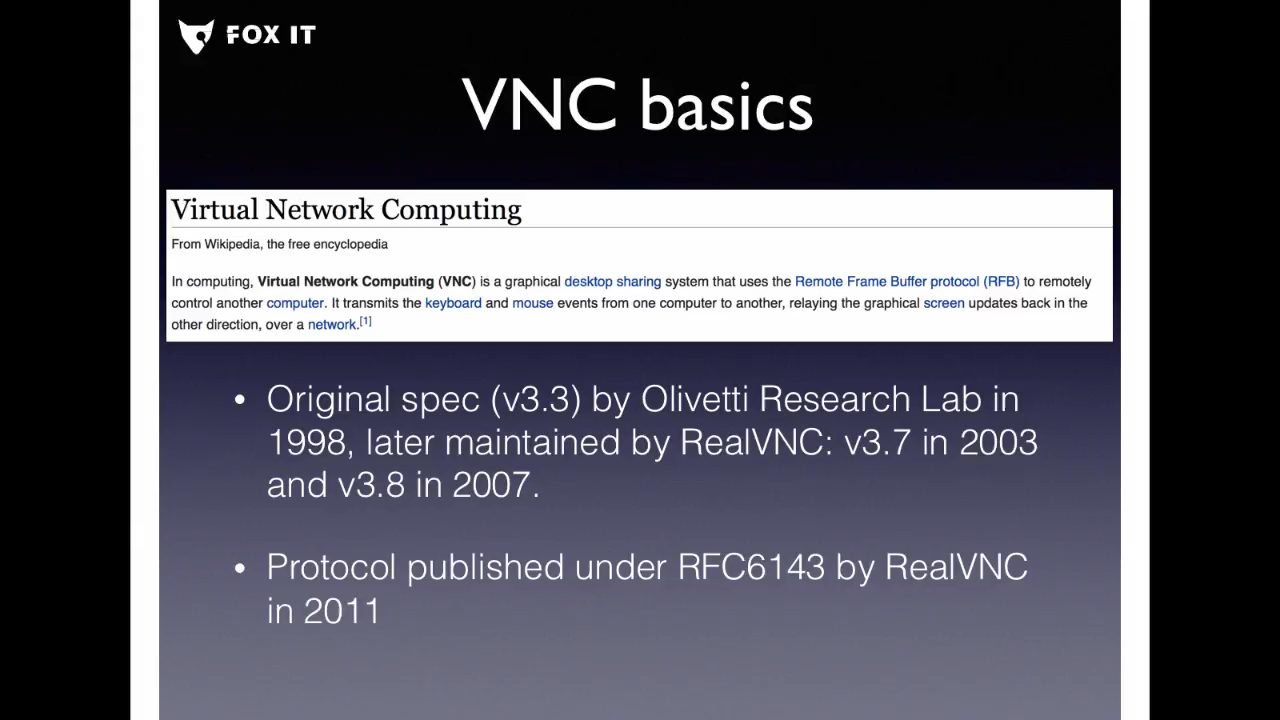 FOX IT
VNC basics
Virtual Network Computing
From Wikipedia, the free encyclopedia
In computing, Virtual Network Computing (VNC) is a graphical desktop sharing system that uses the Remote Frame Buffer protocol (RFB) to remotely
control another computer. It transmits the keyboard and mouse events from one computer to another, relaying the graphical screen updates back in the
other direction, over a network.[1]
• Original spec (v3.3) by Olivetti Research Lab in
1998, later maintained by RealVNC: v3.7 in 2003
and v3.8 in 2007.
• Protocol published under RFC6143 by RealVNC
in 2011